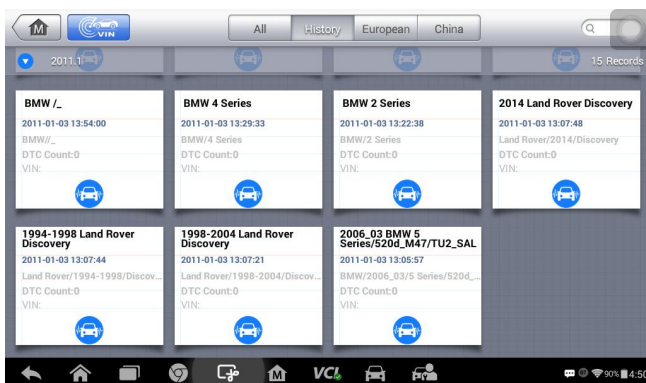 M
VIN
All
History
European
China
2011.1
15 Records
BMW /_
2011-01-03 13:54:00
BMW//_
DTC Count:0
VIN:
BMW 4 Series
2011-01-03 13:29:33
BMW/4 Series
DTC Count:0
VIN:
BMW 2 Series
2011-01-03 13:22:38
BMW/2 Series
DTC Count:0
VIN:
2014 Land Rover Discovery
2011-01-03 13:07:48
Land Rover/2014/Discovery
DTC Count:0
VIN:
1994-1998 Land Rover
Discovery
2011-01-03 13:07:44
Land Rover/1994-1998/Discov...
DTC Count:0
VIN:
1998-2004 Land Rover
Discovery
2011-01-03 13:07:21
Land Rover/1998-2004/Discov...
DTC Count:0
VIN:
2006_03 BMW 5
Series/520d_M47/TU2_SAL
2011-01-03 13:05:57
BMW/2006_03/5 Series/520d_...
DTC Count:0
VIN:
M
VCI
90%
4:50